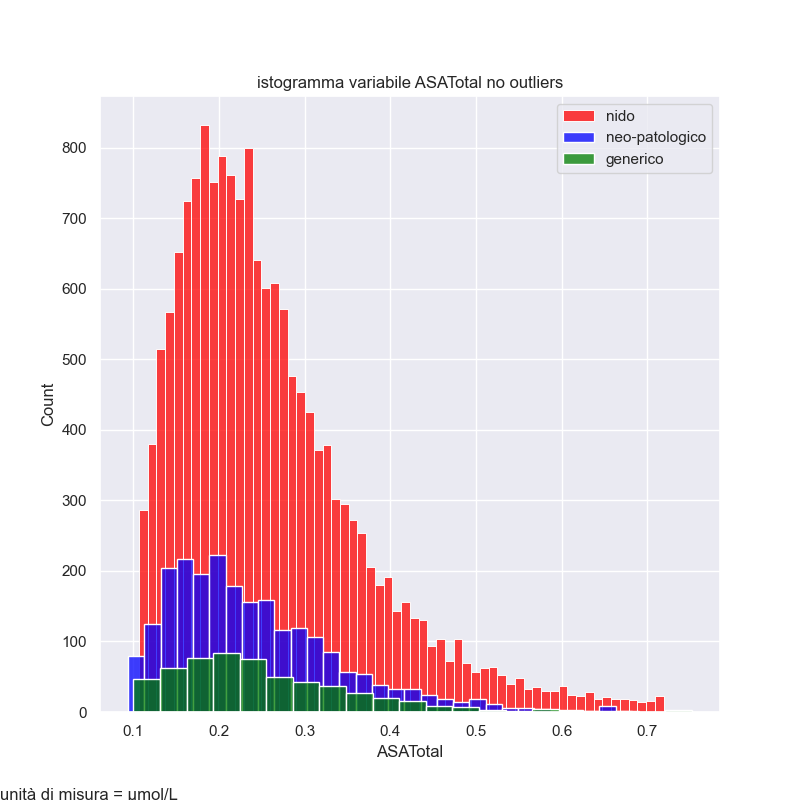 istogramma variabile ASATotal no outliers
nido
neo-patologico
generico
800
700
600
500
400
300
200
100
0
Count
0.1 0.2 0.3 0.4 0.5 0.6 0.7
ASATotal
unità di misura = μmol/L